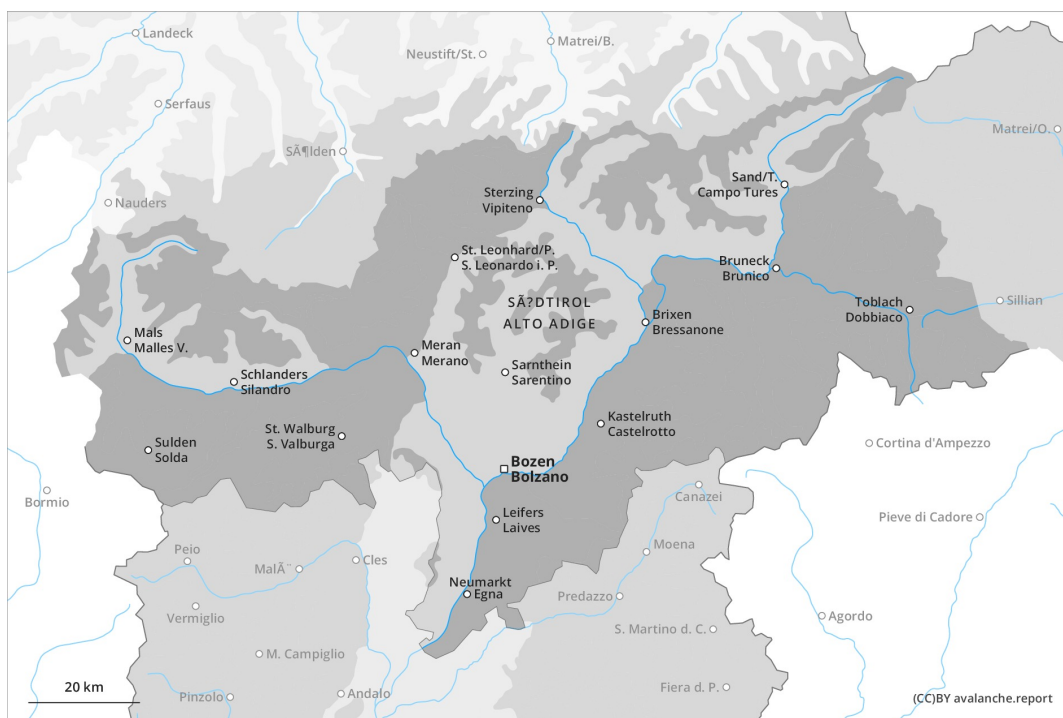 Landeck
Neustift/St.
Matrei/B.
Serfaus
Matrei/O.
SÃ¶lden
Sand/T.
Campo Tures
Sterzing
Vipiteno
Nauders
St. Leonhard/P.
S. Leonardo i. P.
Bruneck
Brunico
SÃ?DTIROL
ALTO ADIGE
Toblach
Dobbiaco
Sillian
Brixen
Bressanone
Mals
Malles V.
Meran
Merano
Schlanders
Silandro
Sarnthein
Sarentino
Kastelruth
Castelrotto
St. Walburg
S. Valburga
Sulden
Solda
Cortina d'Ampezzo
Bozen
Bolzano
Bormio
Canazei
Leifers
Laives
Pieve di Cadore
Peio
Cles
Moena
MalÃ¨
Neumarkt
Egna
Predazzo
Vermiglio
Agordo
S. Martino d. C.
M. Campiglio
20 km
Pinzolo
Andalo
Fiera d. P.
(CC)BY avalanche.report